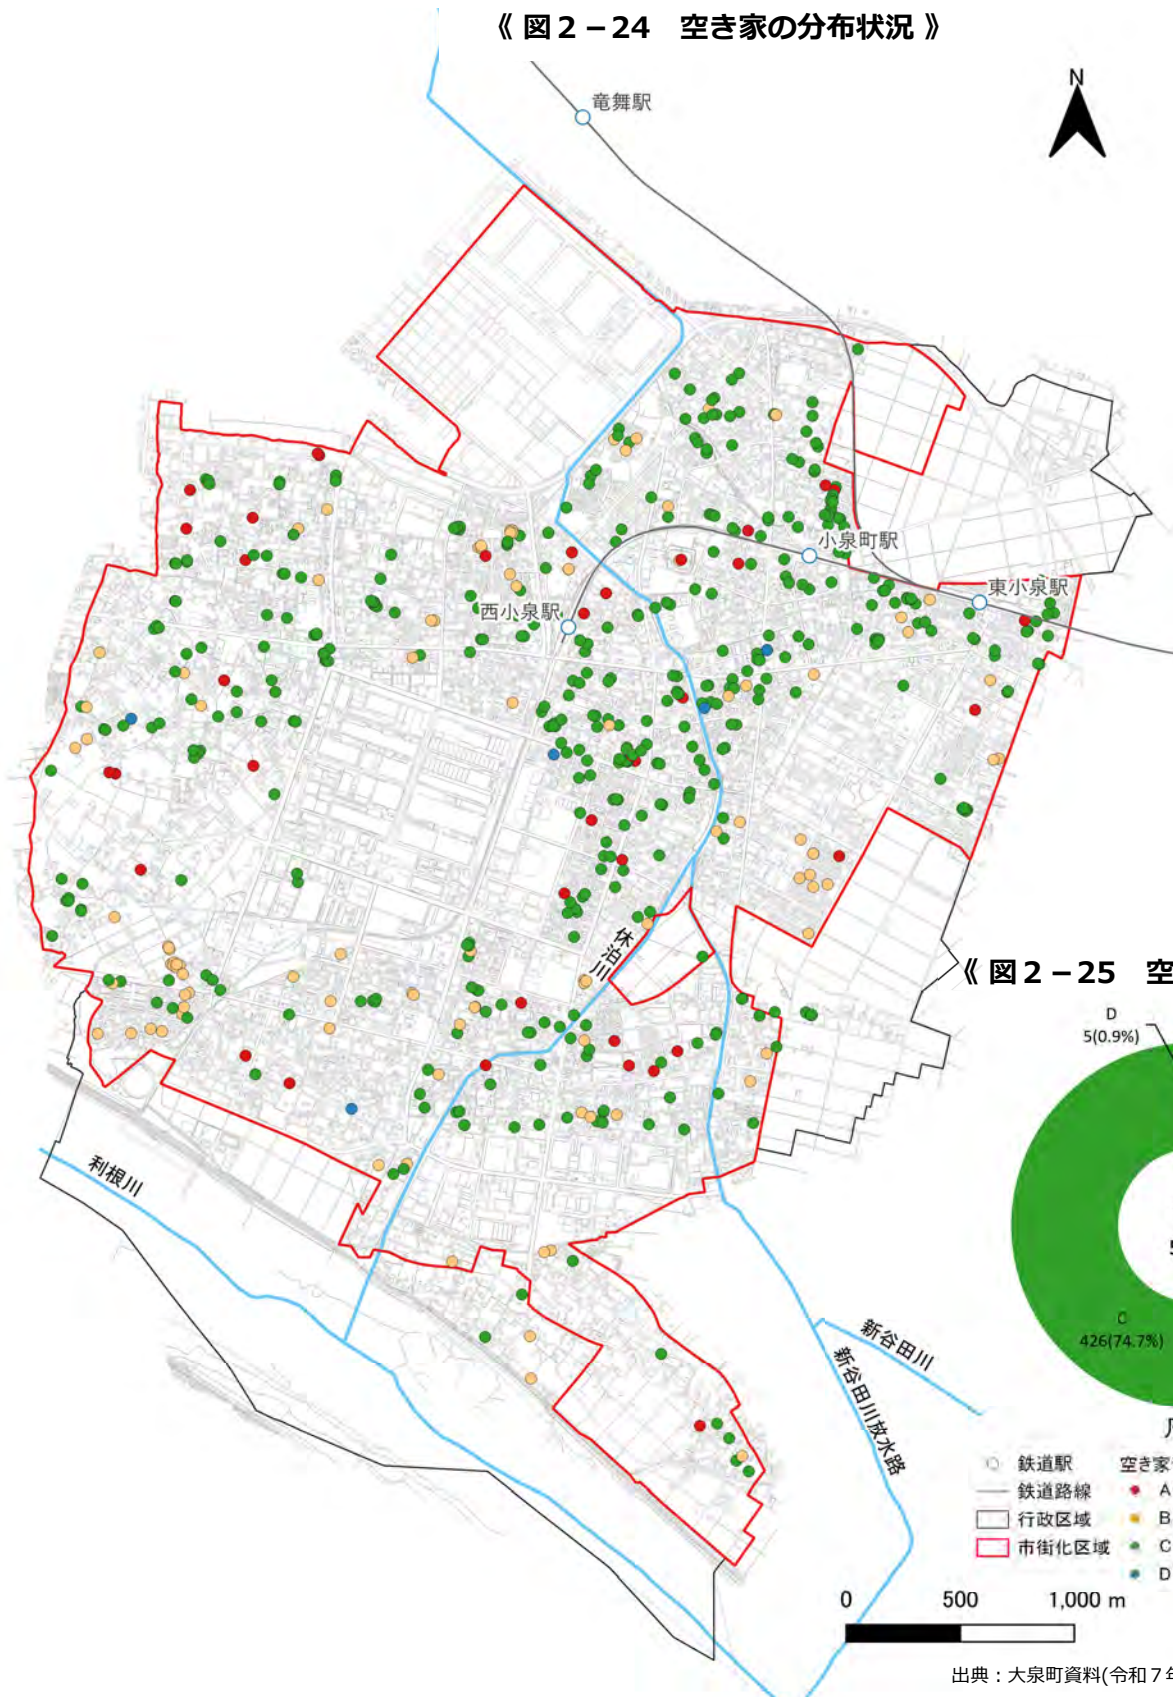 《 図２－24　空き家の分布状況 》
竜舞駅
N
小泉町駅
東小泉駅
西小泉駅
休泊川
《 図２－25　空
D
5(0.9%)
利根川
C
426(74.7%)
新谷田川
新谷田川放水路
鉄道駅
鉄道路線
行政区域
市街化区域
空き家
A
B
C
D
0　500　1,000 m
出典：大泉町資料(令和７年